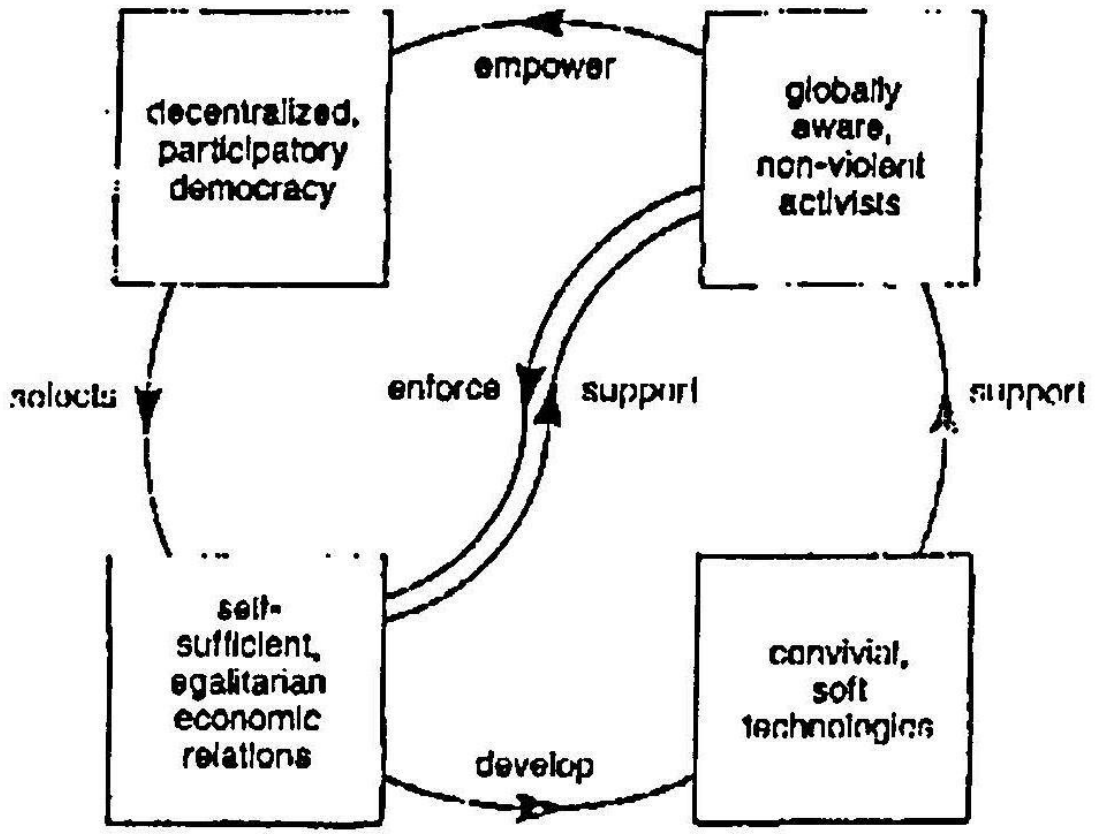 empower
decentralized,
participatory
democracy
globally
aware,
non-violent
activists
selects
enforce
support
support
self-
sufficient,
egalitarian
economic
relations
convivial,
soft
technologies
develop